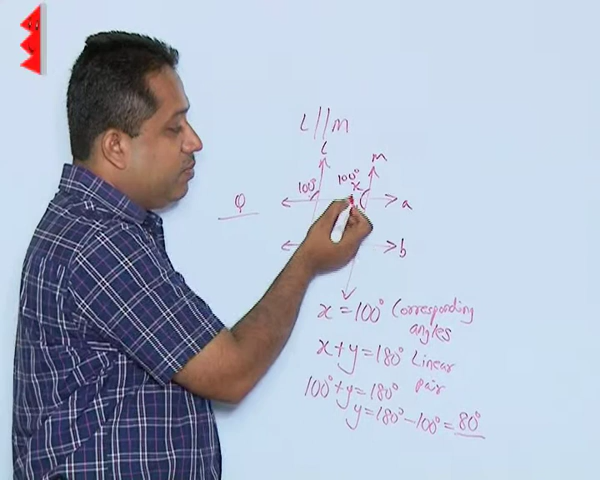 L||M
L
M
100°
100°
x
Q
a
b
x = 100° Corresponding
angles
x + y = 180° Linear
pair
100° + y = 180°
y = 180° - 100° = 80°